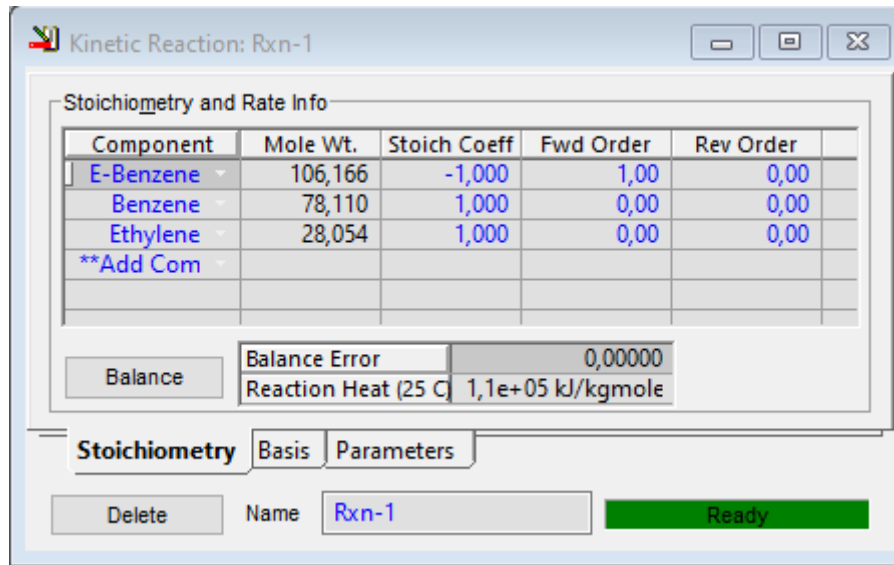 Kinetic Reaction: Rxn-1
Stoichiometry and Rate Info
Component Mole Wt. Stoich Coeff Fwd Order Rev Order
E-Benzene 106,166 -1,000 1,00 0,00
Benzene 78,110 1,000 0,00 0,00
Ethylene 28,054 1,000 0,00 0,00
**Add Com
Balance
Balance Error 0,00000
Reaction Heat (25 C) 1,1e+05 kJ/kgmole
Stoichiometry Basis Parameters
Delete Name Rxn-1 Ready